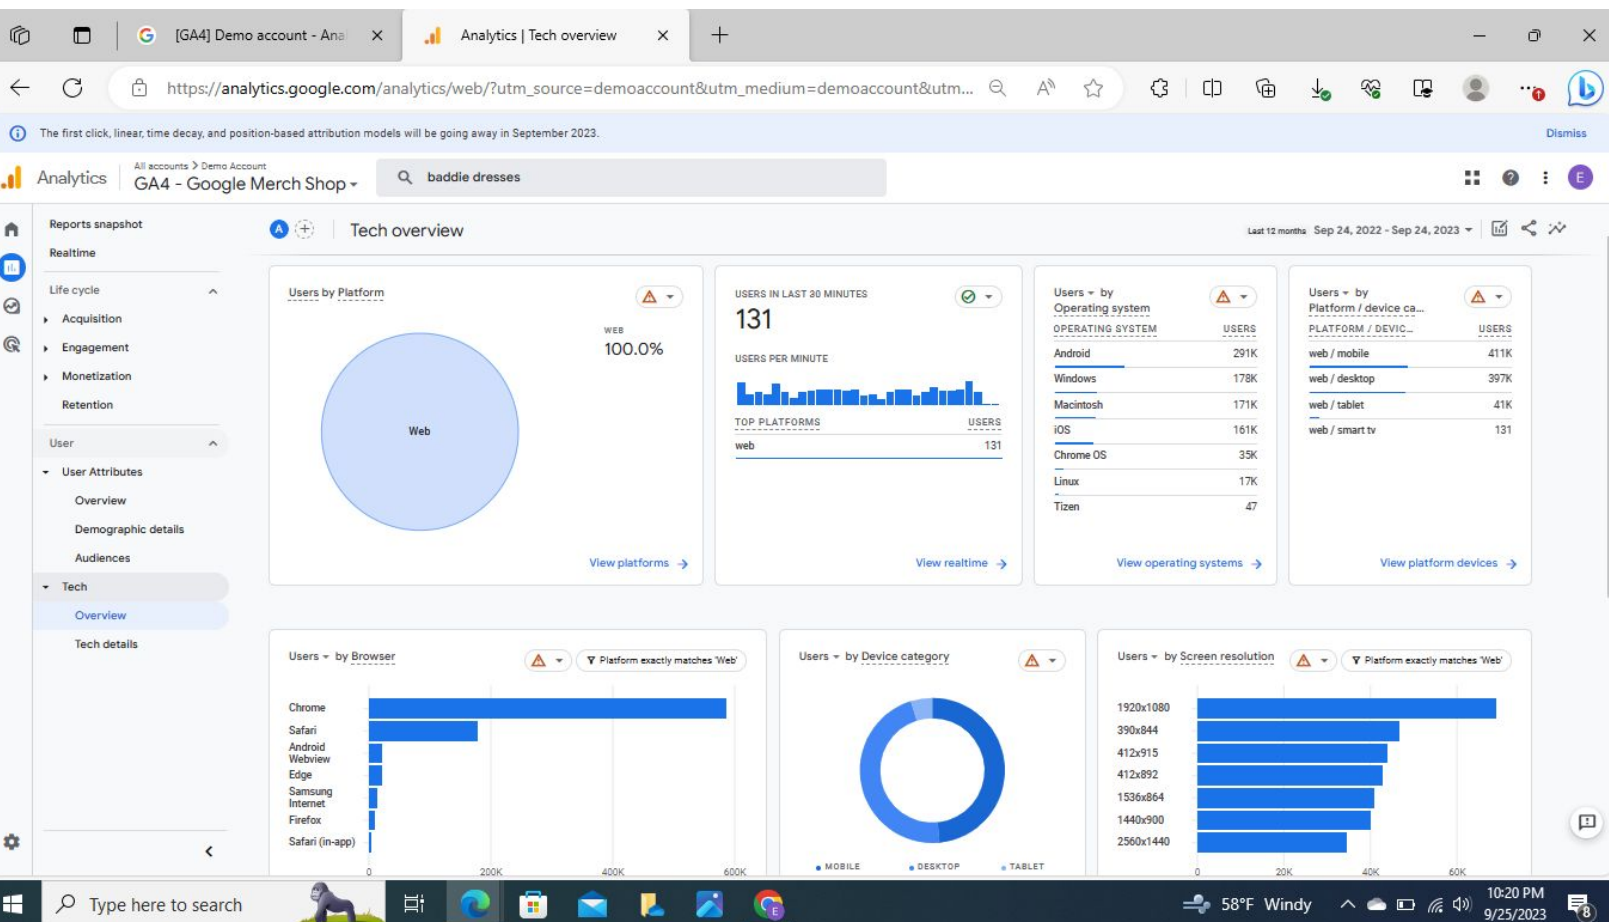 [GA4] Demo account - Anal
Analytics | Tech overview
https://analytics.google.com/analytics/web/?utm_source=demoaccount&utm_medium=demoaccount&utm...
The first click, linear, time decay, and position-based attribution models will be going away in September 2023.
Dismiss
Analytics
All accounts > Demo Account
GA4 - Google Merch Shop
baddie dresses
E
Reports snapshot
Realtime
Life cycle
Acquisition
Engagement
Monetization
Retention
User
User Attributes
Overview
Demographic details
Audiences
Tech
Overview
Tech details
A
Tech overview
Last 12 months Sep 24, 2022 - Sep 24, 2023
Users by Platform
WEB
100.0%
Web
View platforms
USERS IN LAST 30 MINUTES
131
USERS PER MINUTE
TOP PLATFORMS USERS
web 131
View realtime
Users by
Operating system
OPERATING SYSTEM USERS
Android 291K
Windows 178K
Macintosh 171K
iOS 161K
Chrome OS 35K
Linux 17K
Tizen 47
View operating systems
Users by
Platform / device ca...
PLATFORM / DEVIC... USERS
web / mobile 411K
web / desktop 397K
web / tablet 41K
web / smart tv 131
View platform devices
Users by Browser
Platform exactly matches 'Web'
Chrome
Safari
Android
Webview
Edge
Samsung
Internet
Firefox
Safari (in-app)
0 200K 400K 600K
Users by Device category
MOBILE DESKTOP TABLET
Users by Screen resolution
Platform exactly matches 'Web'
1920x1080
390x844
412x915
412x892
1536x864
1440x900
2560x1440
0 20K 40K 60K
Type here to search
58°F Windy
10:20 PM
9/25/2023
8